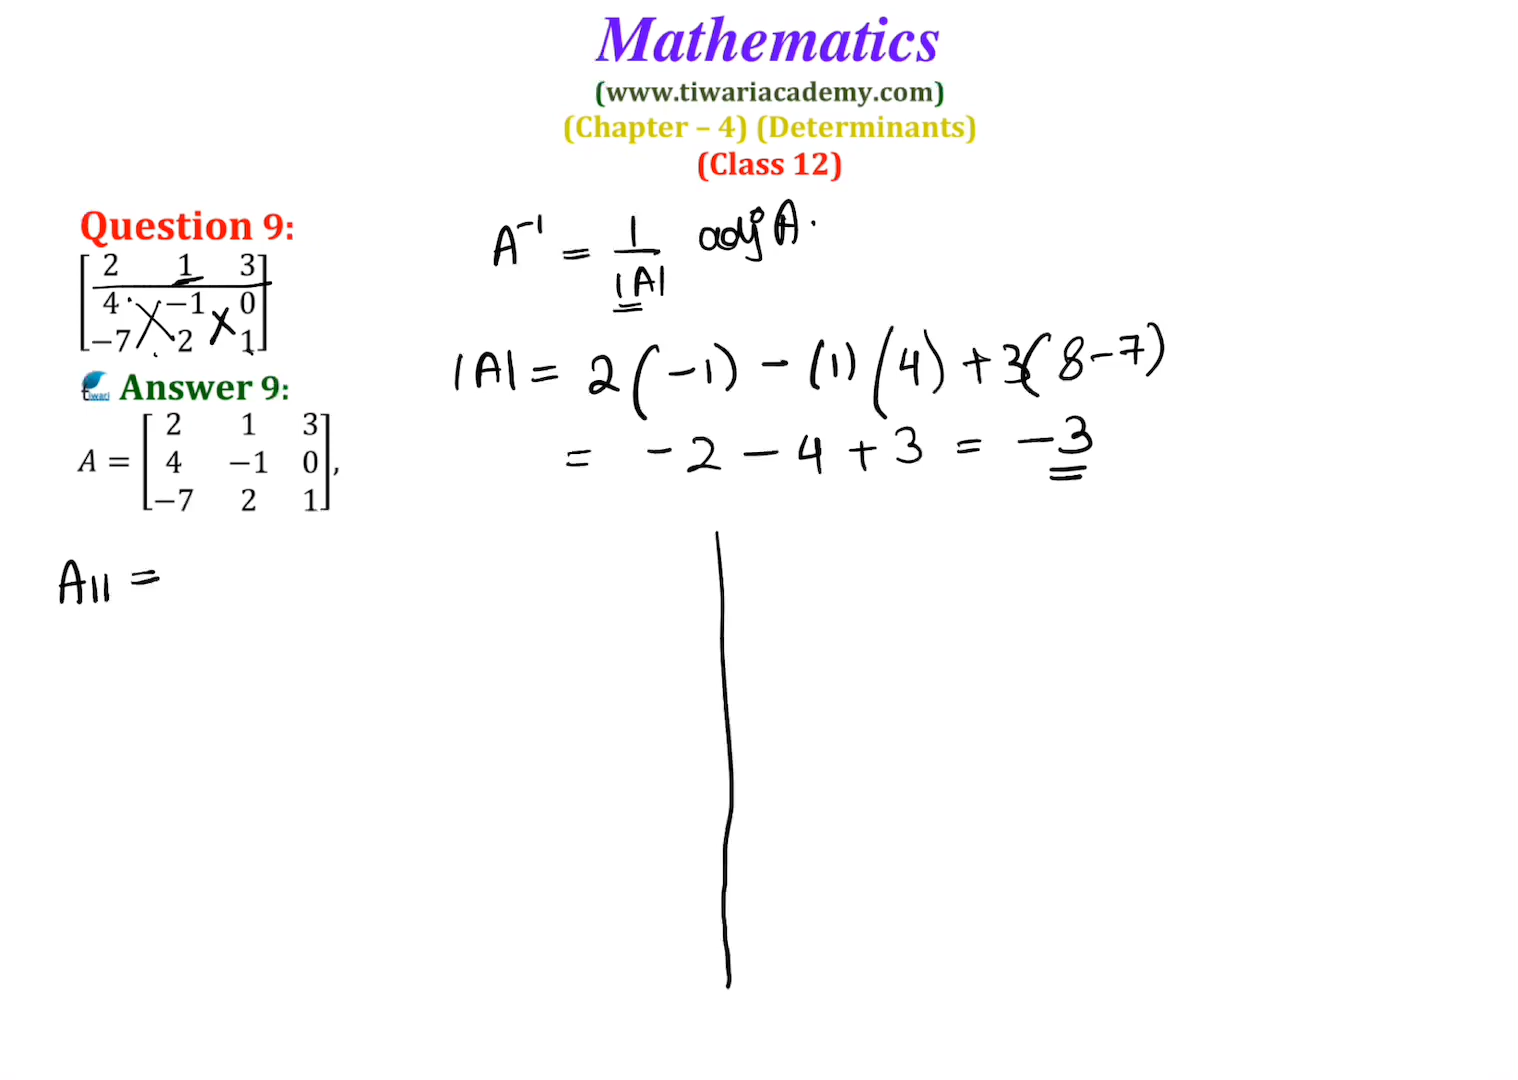 Mathematics
(www.tiwariacademy.com)
(Chapter – 4) (Determinants)
(Class 12)
Question 9:
2 1 3
4 −1 0
−7 2 1
A⁻¹ = 1/|A| adj A.
|A| = 2(-1) - (1)(4) + 3(8-7)
= -2 - 4 + 3 = -3
Answer 9:
A = [2 1 3
4 −1 0
−7 2 1],
A11 =